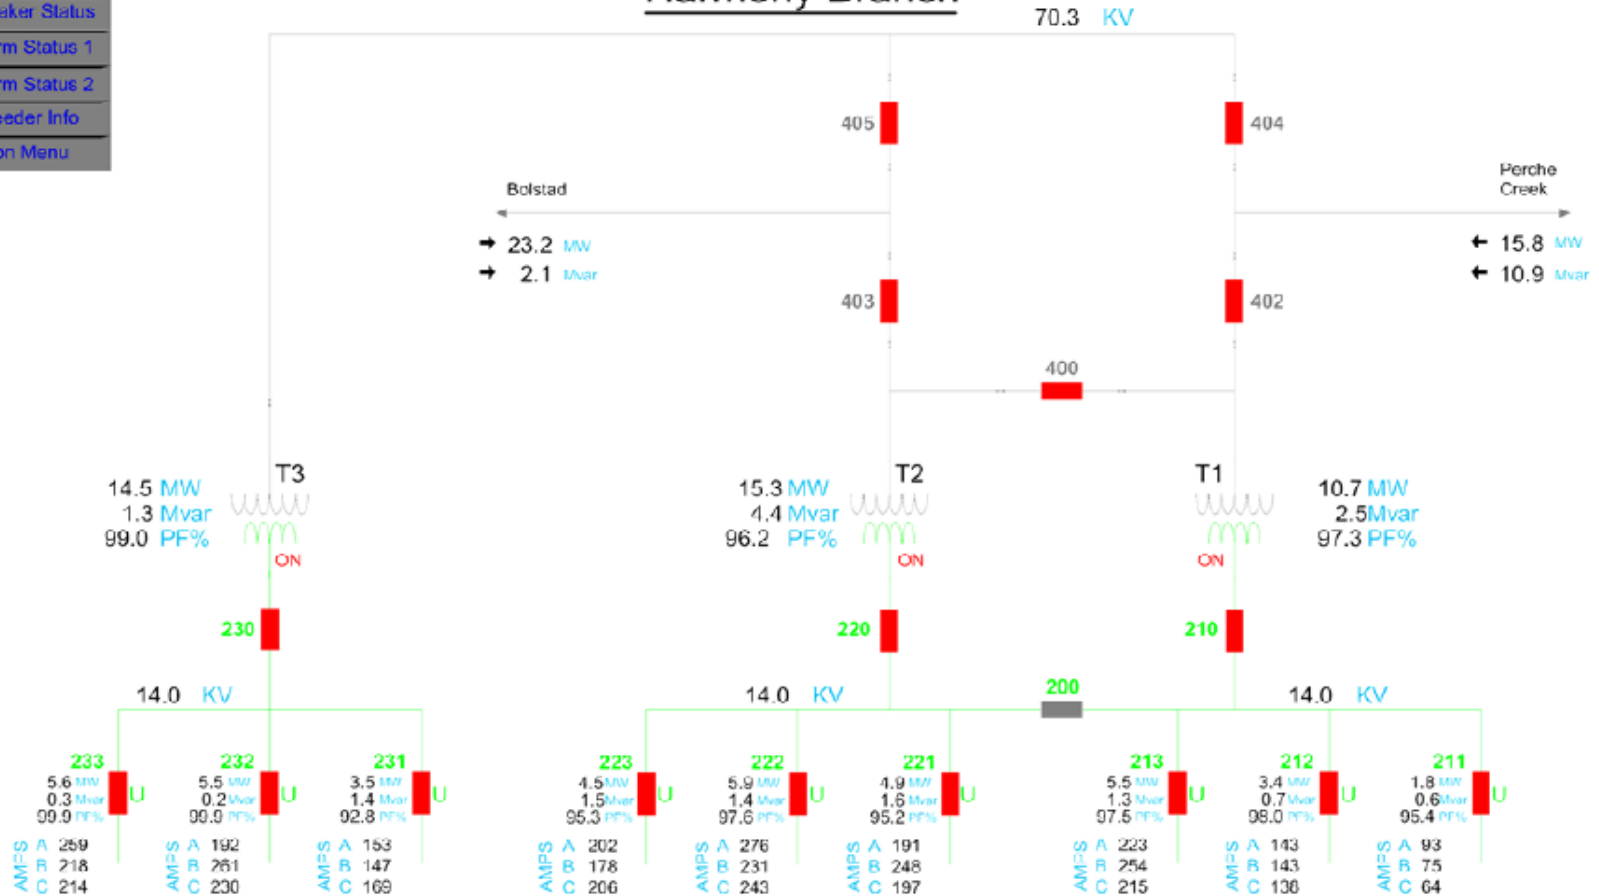 aker Status
rm Status 1
rm Status 2
eeder Info
on Menu
Harmony Branch
70.3 KV
405
404
Bolstad
Perche
Creek
23.2 MW
2.1 Mvar
15.8 MW
10.9 Mvar
403
402
400
T3
14.5 MW
1.3 Mvar
99.0 PF%
ON
T2
15.3 MW
4.4 Mvar
96.2 PF%
ON
T1
10.7 MW
2.5Mvar
97.3 PF%
ON
230
220
210
14.0 KV
14.0 KV
200
14.0 KV
233
5.6 MW
0.3 Mvar
99.9 PF%
U
AMPS
A 259
B 218
C 214
232
5.5 MW
0.2 Mvar
99.9 PF%
U
AMPS
A 192
B 261
C 230
231
3.5 MW
1.4 Mvar
92.8 PF%
U
AMPS
A 153
B 147
C 169
223
4.5 MW
1.5 Mvar
95.3 PF%
U
AMPS
A 202
B 178
C 206
222
5.9 MW
1.4 Mvar
97.6 PF%
U
AMPS
A 276
B 231
C 243
221
4.9 MW
1.6 Mvar
95.2 PF%
U
AMPS
A 191
B 248
C 197
213
5.5 MW
1.3 Mvar
97.5 PF%
U
AMPS
A 223
B 254
C 215
212
3.4 MW
0.7 Mvar
98.0 PF%
U
AMPS
A 143
B 143
C 136
211
1.8 MW
0.6 Mvar
95.4 PF%
U
AMPS
A 93
B 75
C 64